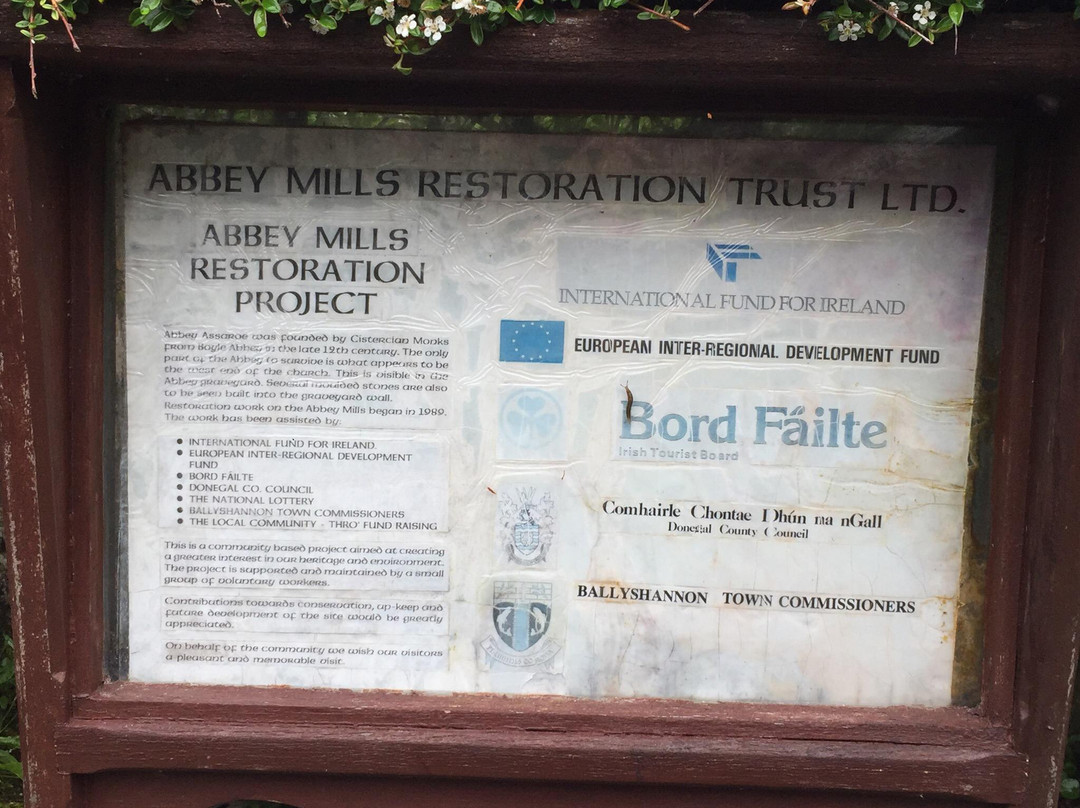 ABBEY MILLS RESTORATION TRUST LTD.
ABBEY MILLS
RESTORATION
PROJECT
Abbey Assaroe was founded by Cistercian Monks
from Boyle Abbey in the late 12th century. The only
part of the Abbey to survive is what appears to be
the west end of the church. This is visible in the
Abbey graveyard. Several moulded stones are also
to be seen built into the graveyard wall.
Restoration work on the Abbey Mills began in 1989.
The work has been assisted by:
● INTERNATIONAL FUND FOR IRELAND
● EUROPEAN INTER-REGIONAL DEVELOPMENT
FUND
● BORD FÁILTE
● DONEGAL CO. COUNCIL
● THE NATIONAL LOTTERY
● BALLYSHANNON TOWN COMMISSIONERS
● THE LOCAL COMMUNITY - THRO' FUND RAISING
This is a community based project aimed at creating
a greater interest in our heritage and environment.
The project is supported and maintained by a small
group of voluntary workers.
Contributions towards conservation, up-keep and
future development of the site would be greatly
appreciated.
On behalf of the community we wish our visitors
a pleasant and memorable visit.
INTERNATIONAL FUND FOR IRELAND
EUROPEAN INTER-REGIONAL DEVELOPMENT FUND
Bord Fáilte
Irish Tourist Board
Comhairle Chontae Dhún na nGall
Donegal County Council
BALLYSHANNON TOWN COMMISSIONERS